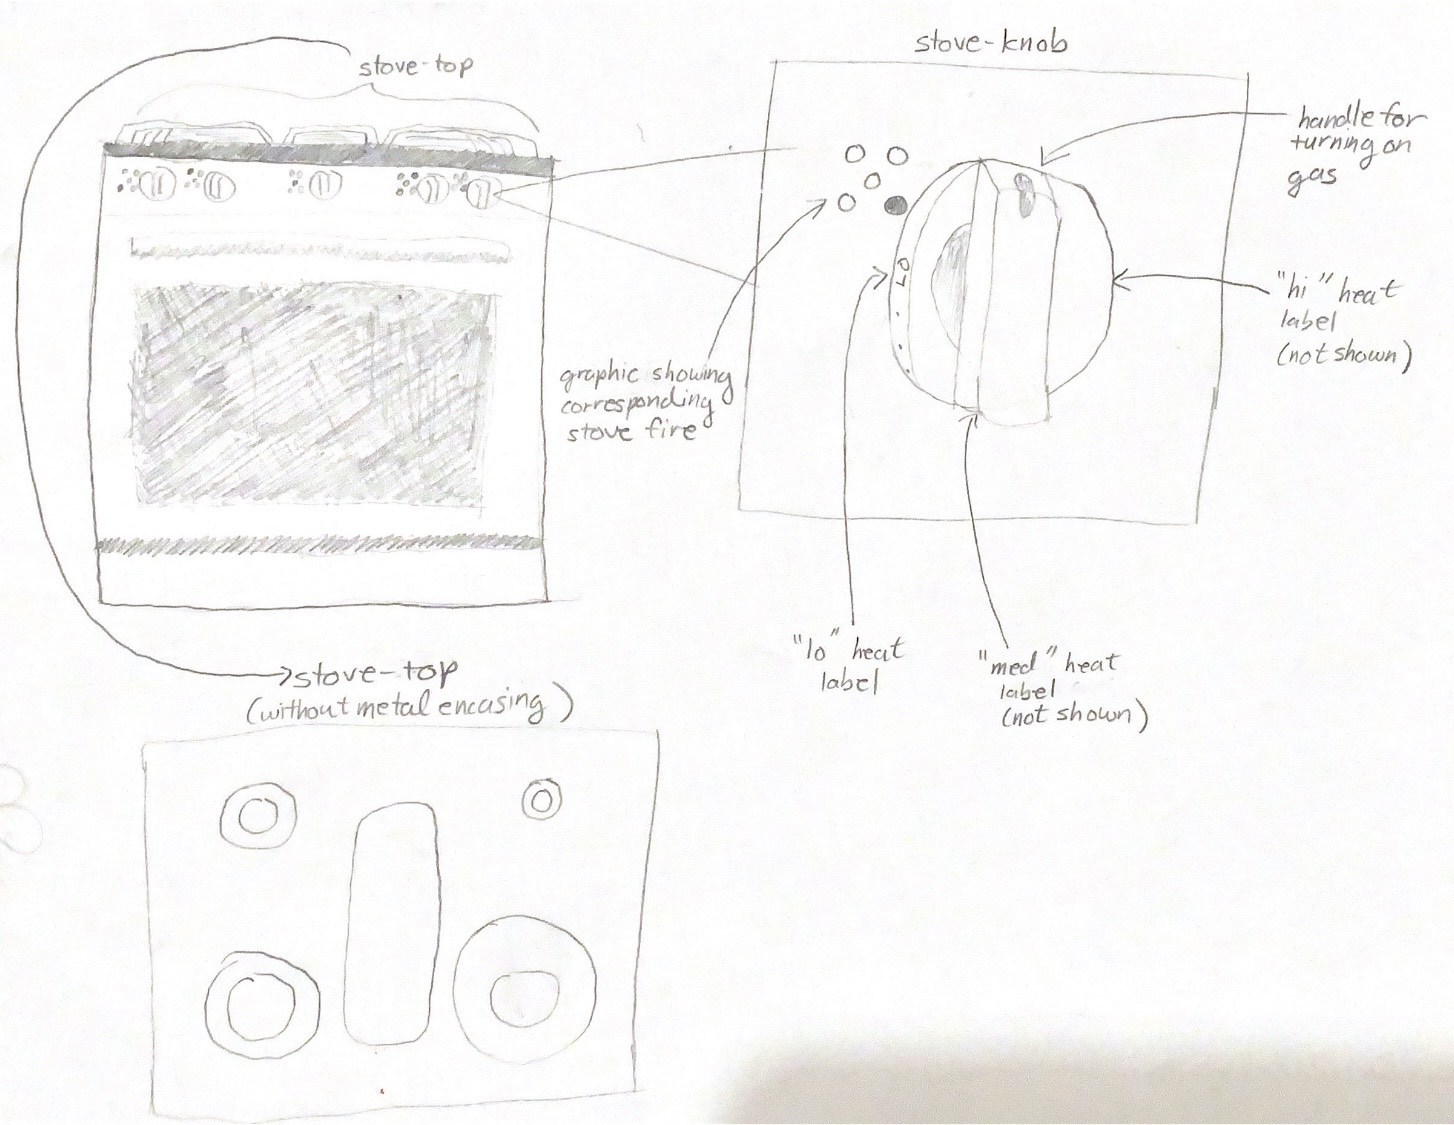 stove-top
stove-knob
handle for
turning on
gas
"hi" heat
label
(not shown)
graphic showing
corresponding
stove fire
LO
"lo" heat
label
"med" heat
label
(not shown)
stove-top
(without metal encasing)